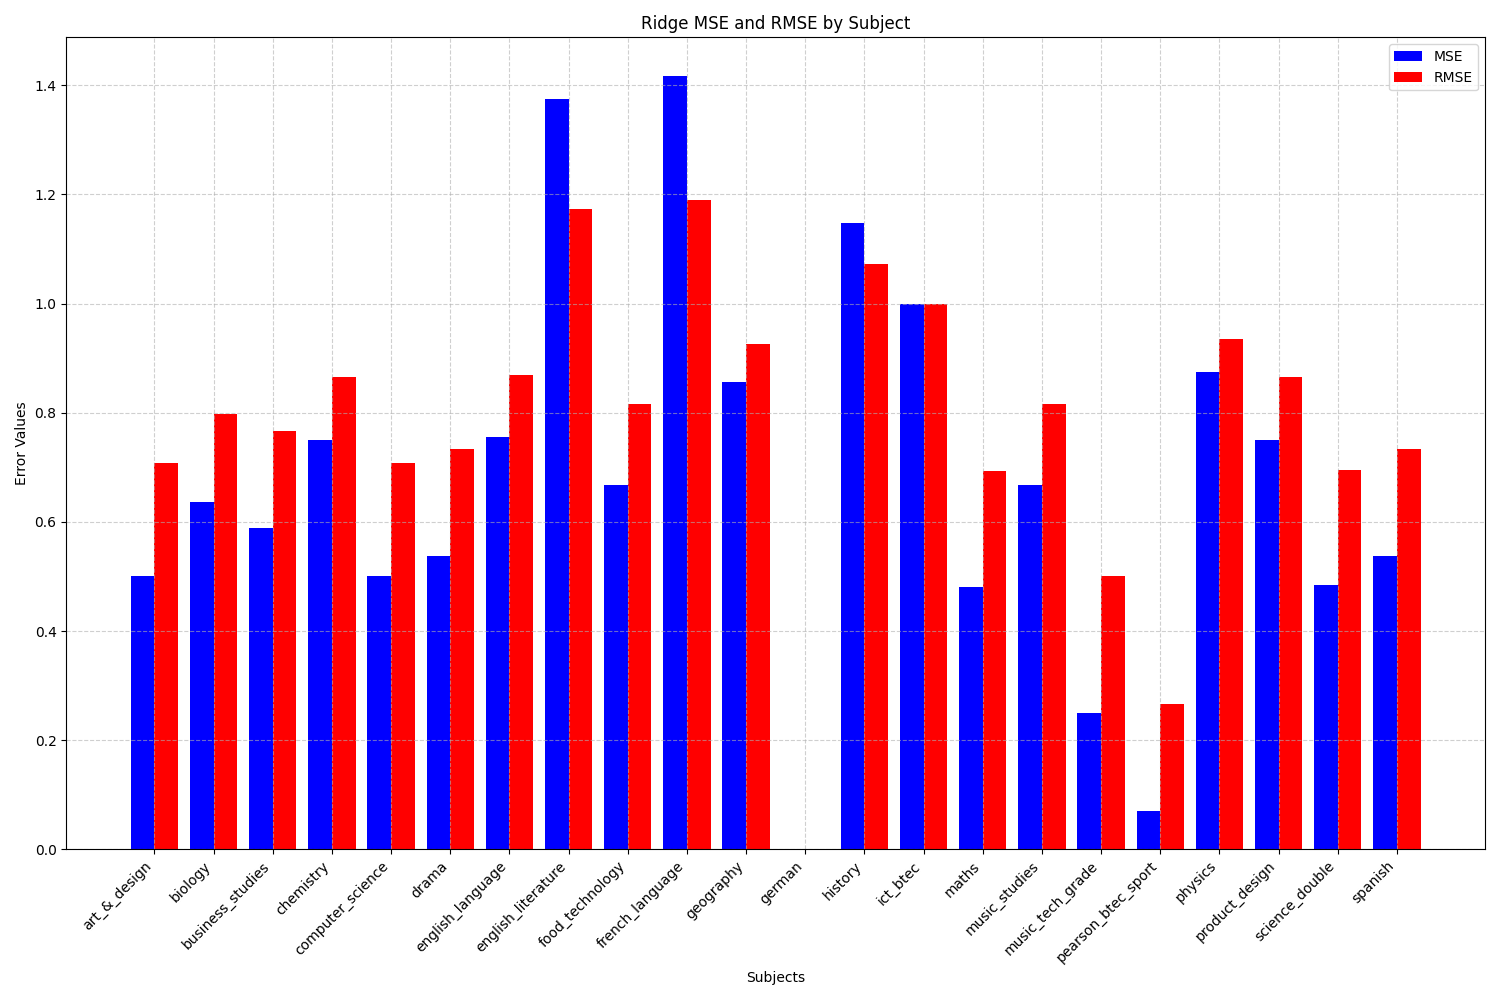 Ridge MSE and RMSE by Subject
MSE
RMSE
1.4
1.2
1.0
0.8
0.6
0.4
0.2
0.0
Error Values
art_&_design
biology
business_studies
chemistry
computer_science
drama
english_language
english_literature
food_technology
french_language
geography
german
history
ict_btec
maths
music_studies
music_tech_grade
pearson_btec_sport
physics
product_design
science_double
spanish
Subjects